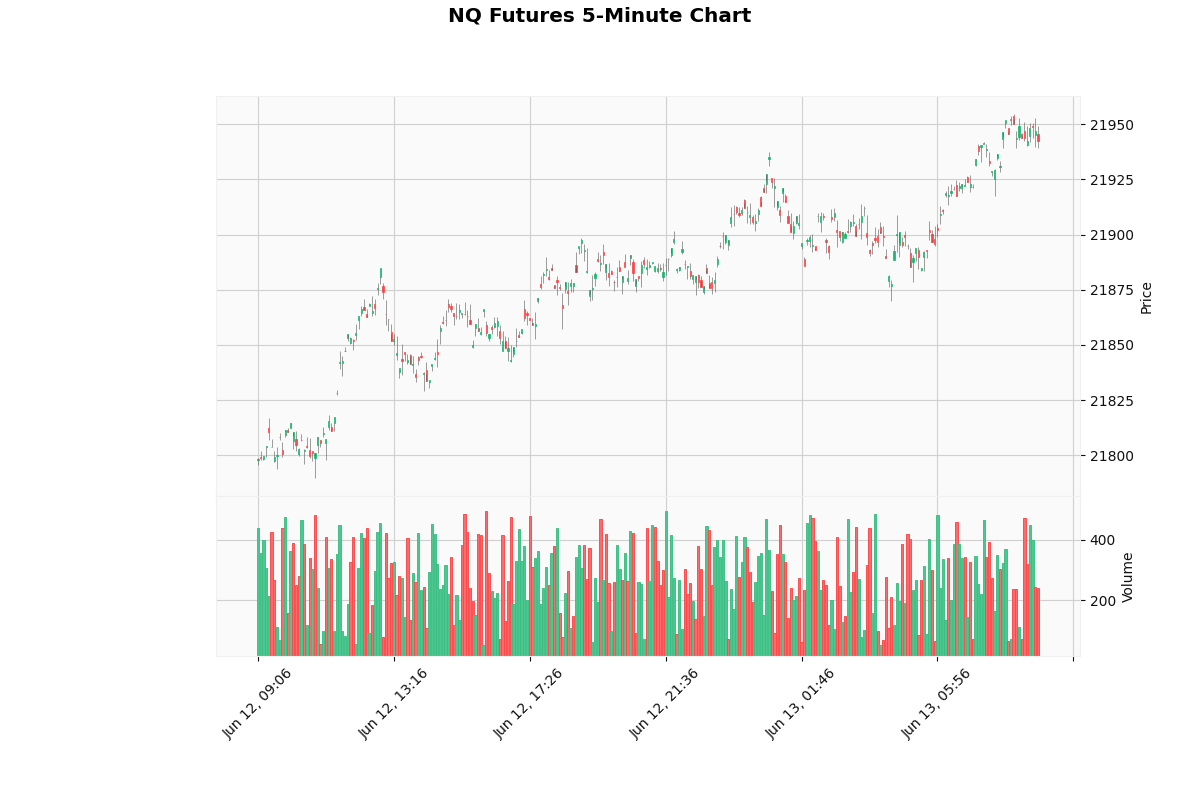 NQ Futures 5-Minute Chart
21950
21925
21900
21875
21850
21825
21800
Price
400
200
Volume
Jun 12, 09:06
Jun 12, 13:16
Jun 12, 17:26
Jun 12, 21:36
Jun 13, 01:46
Jun 13, 05:56